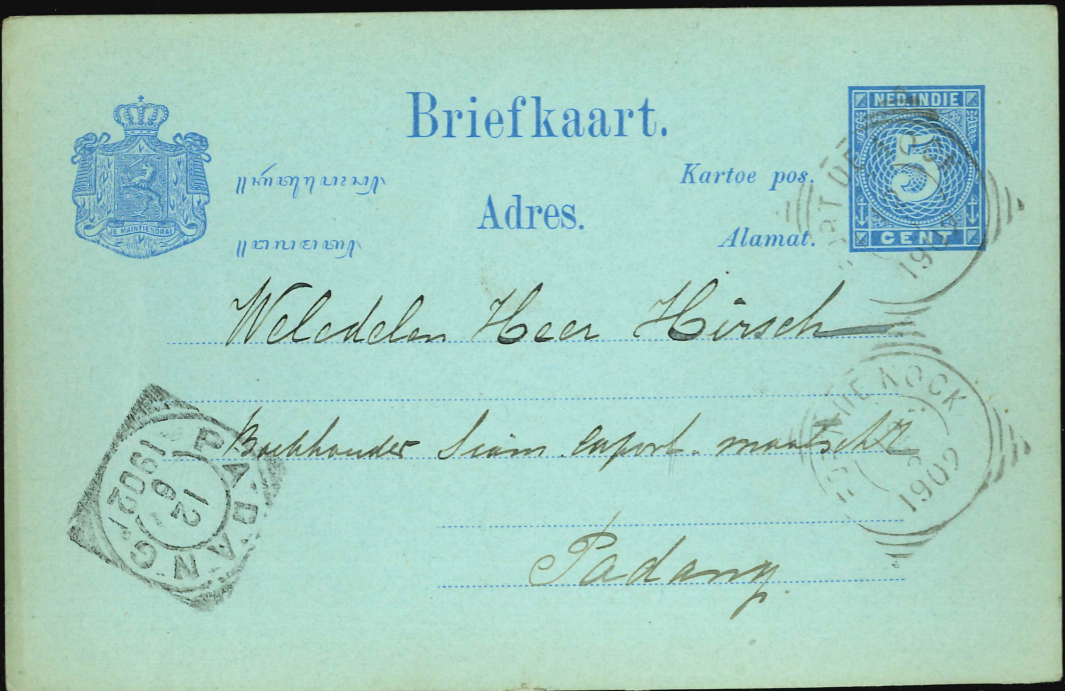 Briefkaart.
NED. INDIE
5
CENT
Kartoe pos.
Adres.
Alamat.
JE MAINTIENDRAI
Weledelen Heer Hirsch
Boekhouder Siam Export maatschij
Padang
PADANG
12
6
1902
DE KOCK
1902